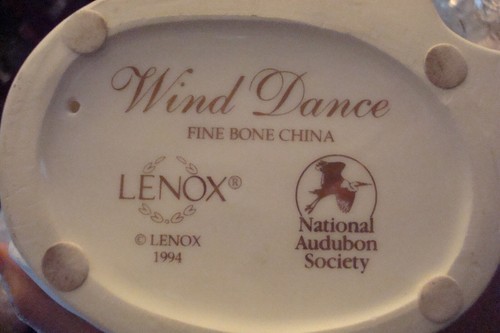 Wind Dance
FINE BONE CHINA
LENOX®
© LENOX
1994
National
Audubon
Society